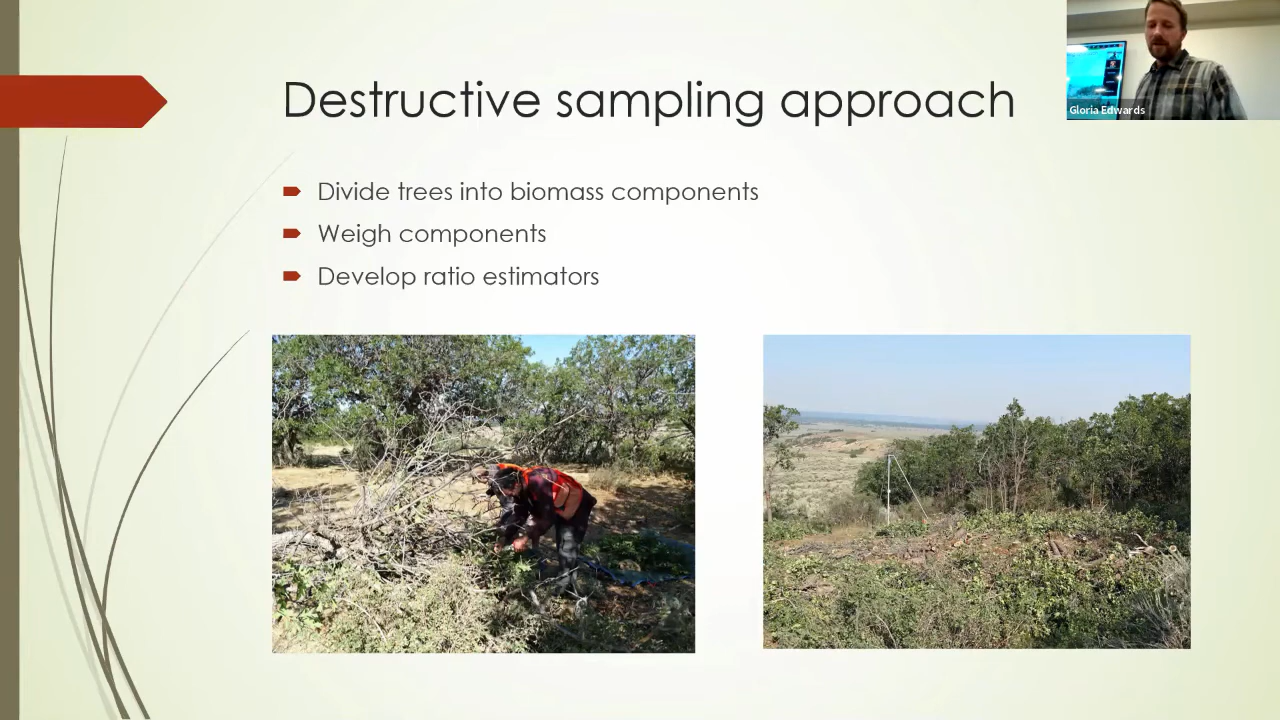 Destructive sampling approach
Gloria Edwards
Divide trees into biomass components
Weigh components
Develop ratio estimators